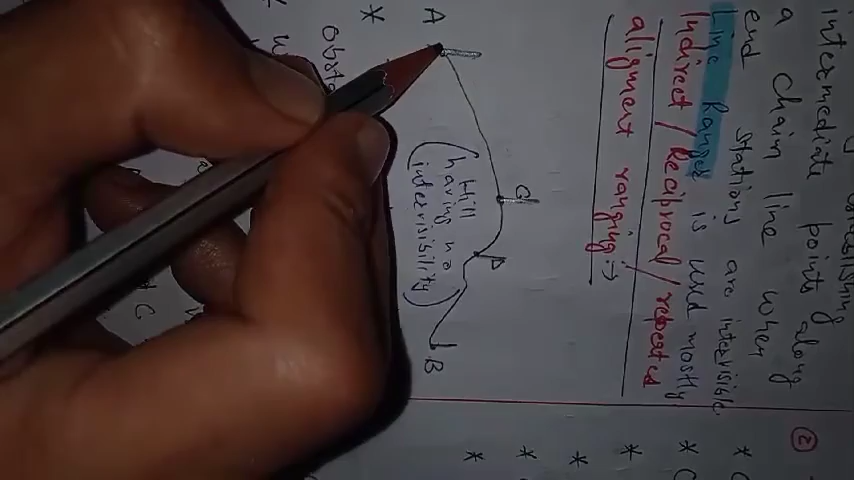 intermediate points along
a chain line when
end stations are intervisible.
Line Ranger is used mostly
Indirect / Reciprocal / repeated
alignment ranging :→
A
C
D
B
(Hill
having no
intervisibility)
*
*
C
②
*
*
*
*
*